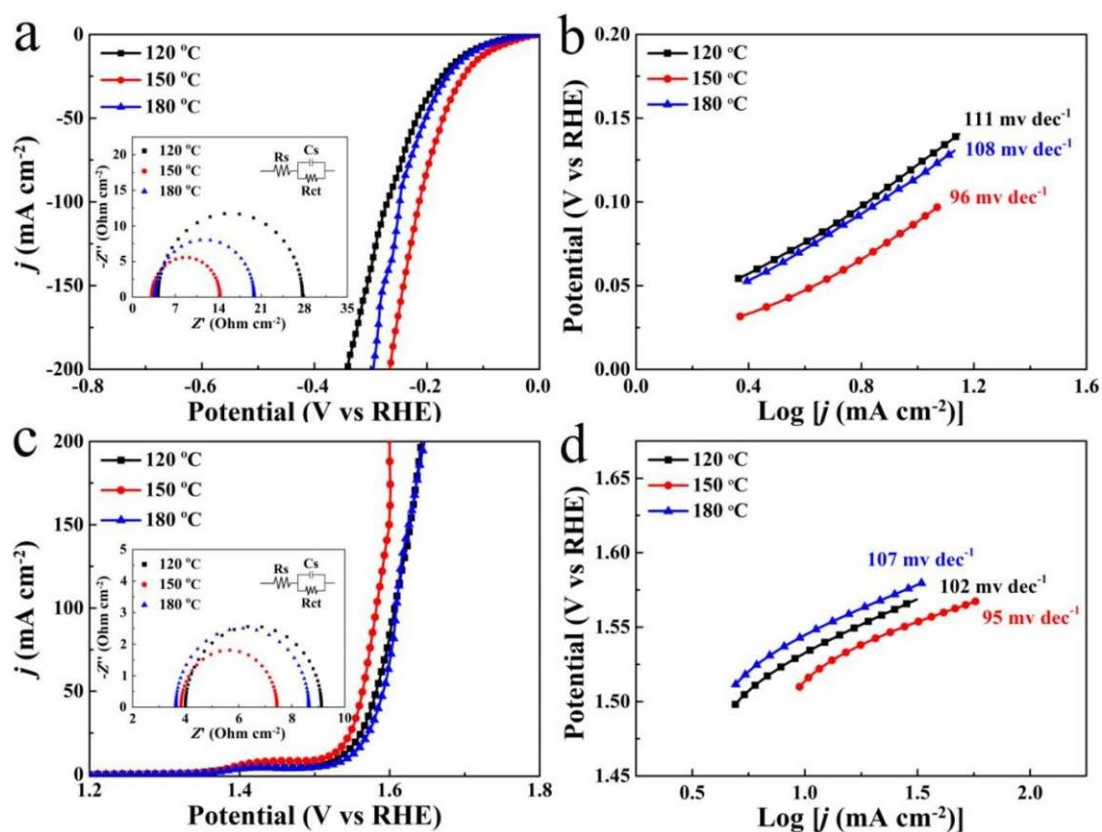 a
120 °C
150 °C
180 °C
j (mA cm⁻²)
0
-50
-100
-150
-200
-0.8
-0.6
-0.4
-0.2
0.0
Potential (V vs RHE)
120 °C
150 °C
180 °C
Rs
Cs
Rct
-Z'' (Ohm cm⁻²)
20
15
10
5
0
0
7
14
21
28
35
Z' (Ohm cm⁻²)
b
120 °C
150 °C
180 °C
111 mv dec⁻¹
108 mv dec⁻¹
96 mv dec⁻¹
Potential (V vs RHE)
0.20
0.15
0.10
0.05
0.00
0.0
0.4
0.8
1.2
1.6
Log [j (mA cm⁻²)]
c
120 °C
150 °C
180 °C
j (mA cm⁻²)
200
150
100
50
0
1.2
1.4
1.6
1.8
Potential (V vs RHE)
120 °C
150 °C
180 °C
Rs
Cs
Rct
-Z'' (Ohm cm⁻²)
5
4
3
2
1
0
2
4
6
8
10
Z' (Ohm cm⁻²)
d
120 °C
150 °C
180 °C
107 mv dec⁻¹
102 mv dec⁻¹
95 mv dec⁻¹
Potential (V vs RHE)
1.65
1.60
1.55
1.50
1.45
0.5
1.0
1.5
2.0
Log [j (mA cm⁻²)]